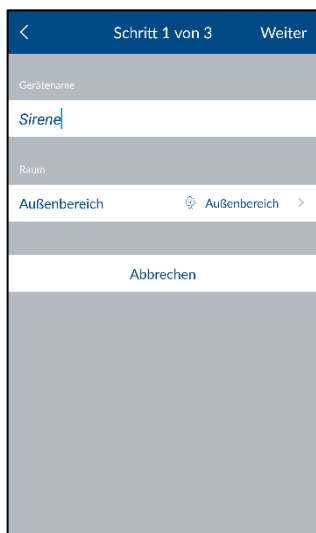 Schritt 1 von 3 Weiter
Gerätename
Sirene
Raum
Außenbereich Außenbereich
Abbrechen